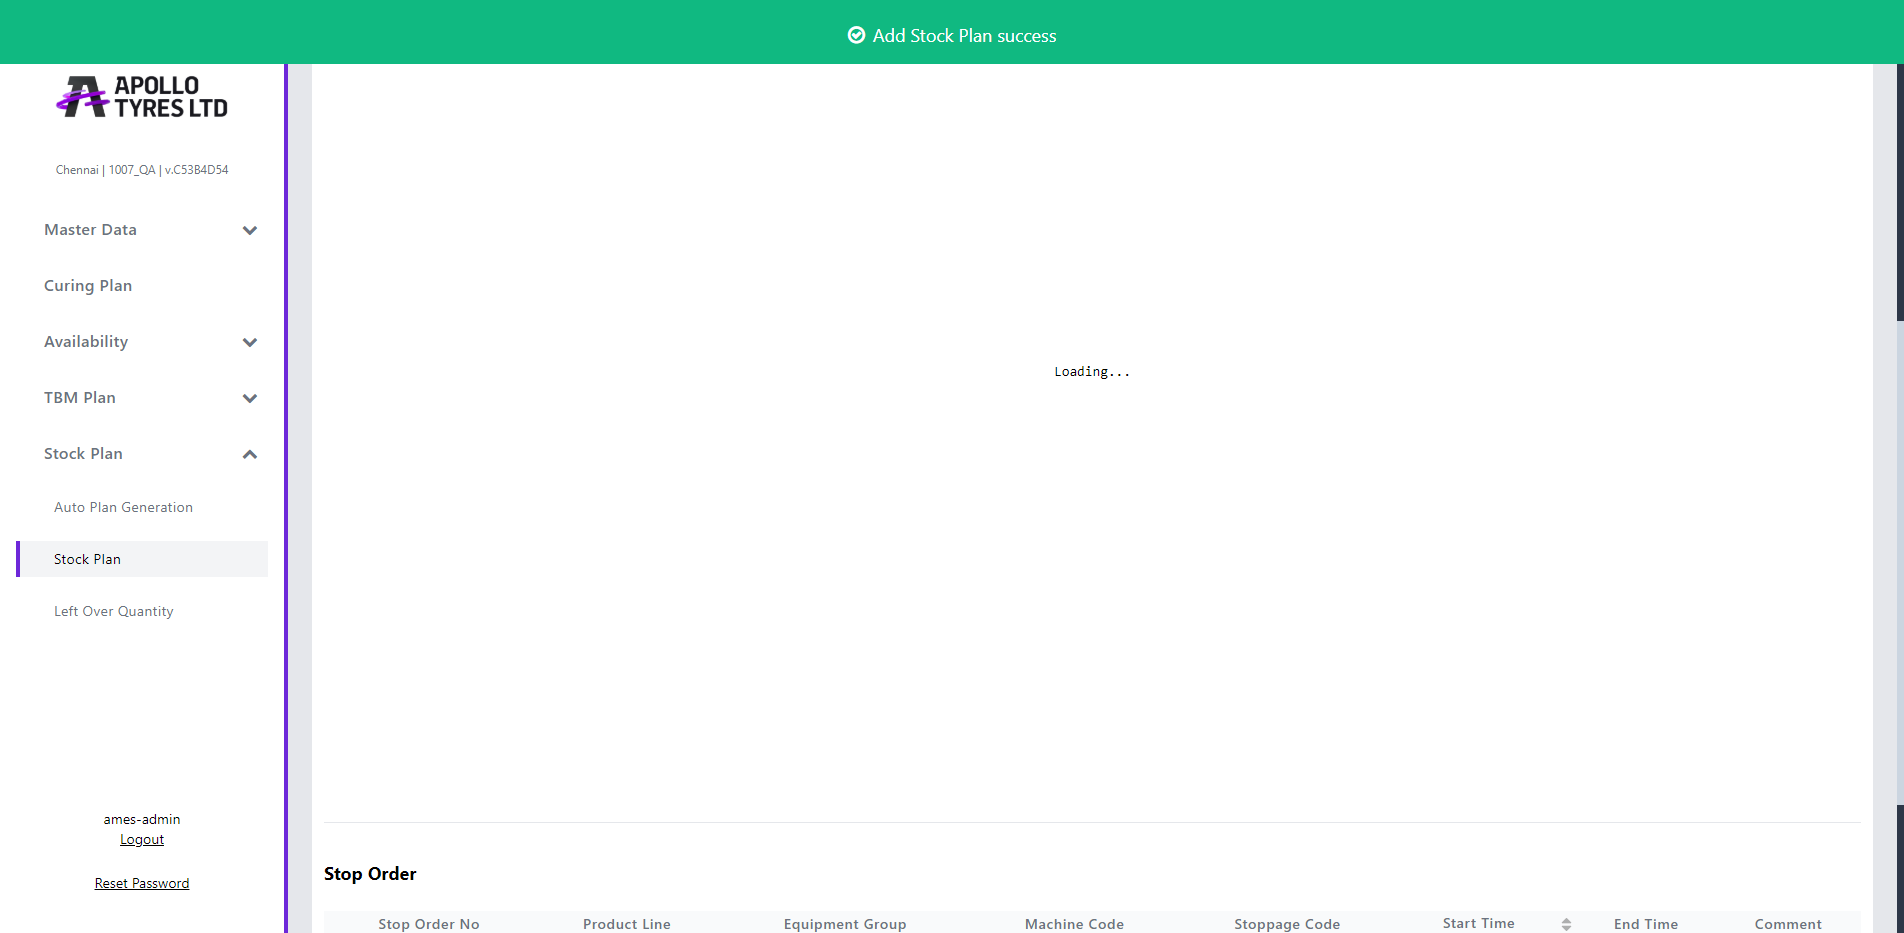 Add Stock Plan success
APOLLO
TYRES LTD
Chennai | 1007_QA | v.C53B4D54
Master Data
Curing Plan
Availability
TBM Plan
Stock Plan
Auto Plan Generation
Stock Plan
Left Over Quantity
ames-admin
Logout
Reset Password
Loading...
Stop Order
Stop Order No Product Line Equipment Group Machine Code Stoppage Code Start Time End Time Comment